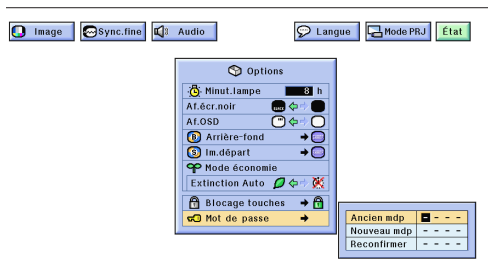 Image Sync.fine Audio Langue Mode PRJ État
Options
Minut.lampe 8 h
Af.écr.noir
Af.OSD
Arrière-fond
Im.départ
Mode économie
Extinction Auto
Blocage touches
Mot de passe
Ancien mdp - - - -
Nouveau mdp - - - -
Reconfirmer - - - -